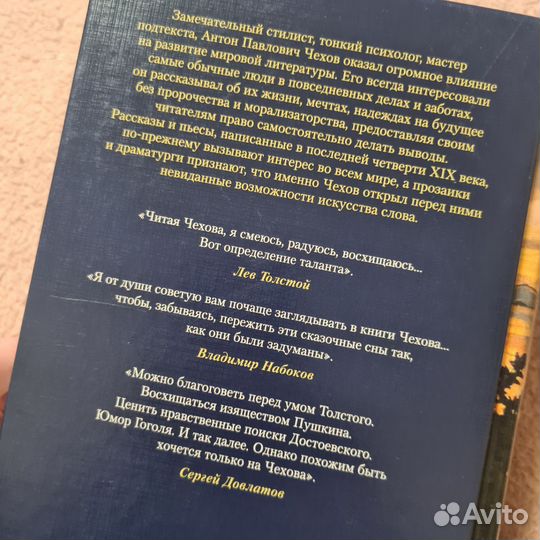 Замечательный стилист, тонкий психолог, мастер
подтекста, Антон Павлович Чехов оказал огромное влияние
на развитие мировой литературы. Его всегда интересовали
самые обычные люди в повседневных делах и заботах,
он рассказывал об их жизни, мечтах, надеждах на будущее
без пророчества и морализаторства, предоставляя своим
читателям право самостоятельно делать выводы.
Рассказы и пьесы, написанные в последней четверти XIX века,
по-прежнему вызывают интерес во всем мире, а прозаики
и драматурги признают, что именно Чехов открыл перед ними
невиданные возможности искусства слова.
«Читая Чехова, я смеюсь, радуюсь, восхищаюсь...
Вот определение таланта».
Лев Толстой
«Я от души советую вам почаще заглядывать в книги Чехова...
чтобы, забываясь, пережить эти сказочные сны так,
как они были задуманы».
Владимир Набоков
«Можно благоговеть перед умом Толстого.
Восхищаться изяществом Пушкина.
Ценить нравственные поиски Достоевского.
Юмор Гоголя. И так далее. Однако похожим быть
хочется только на Чехова».
Сергей Довлатов
Avito